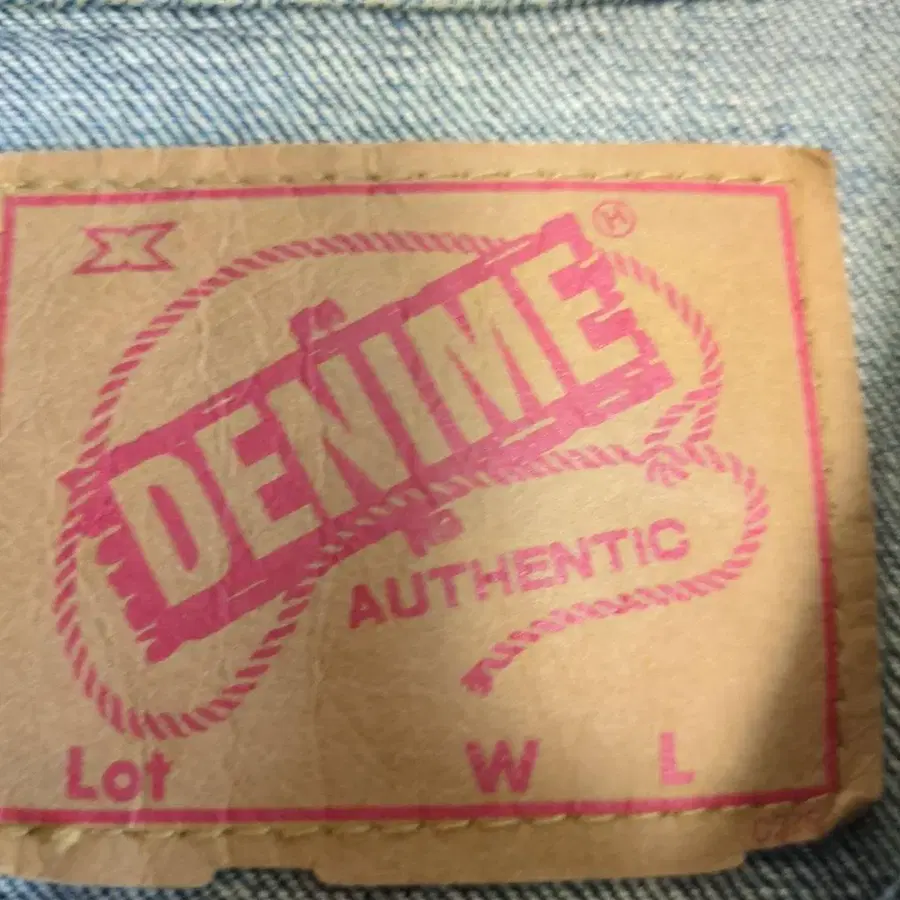 X
DENIME
AUTHENTIC
Lot W L